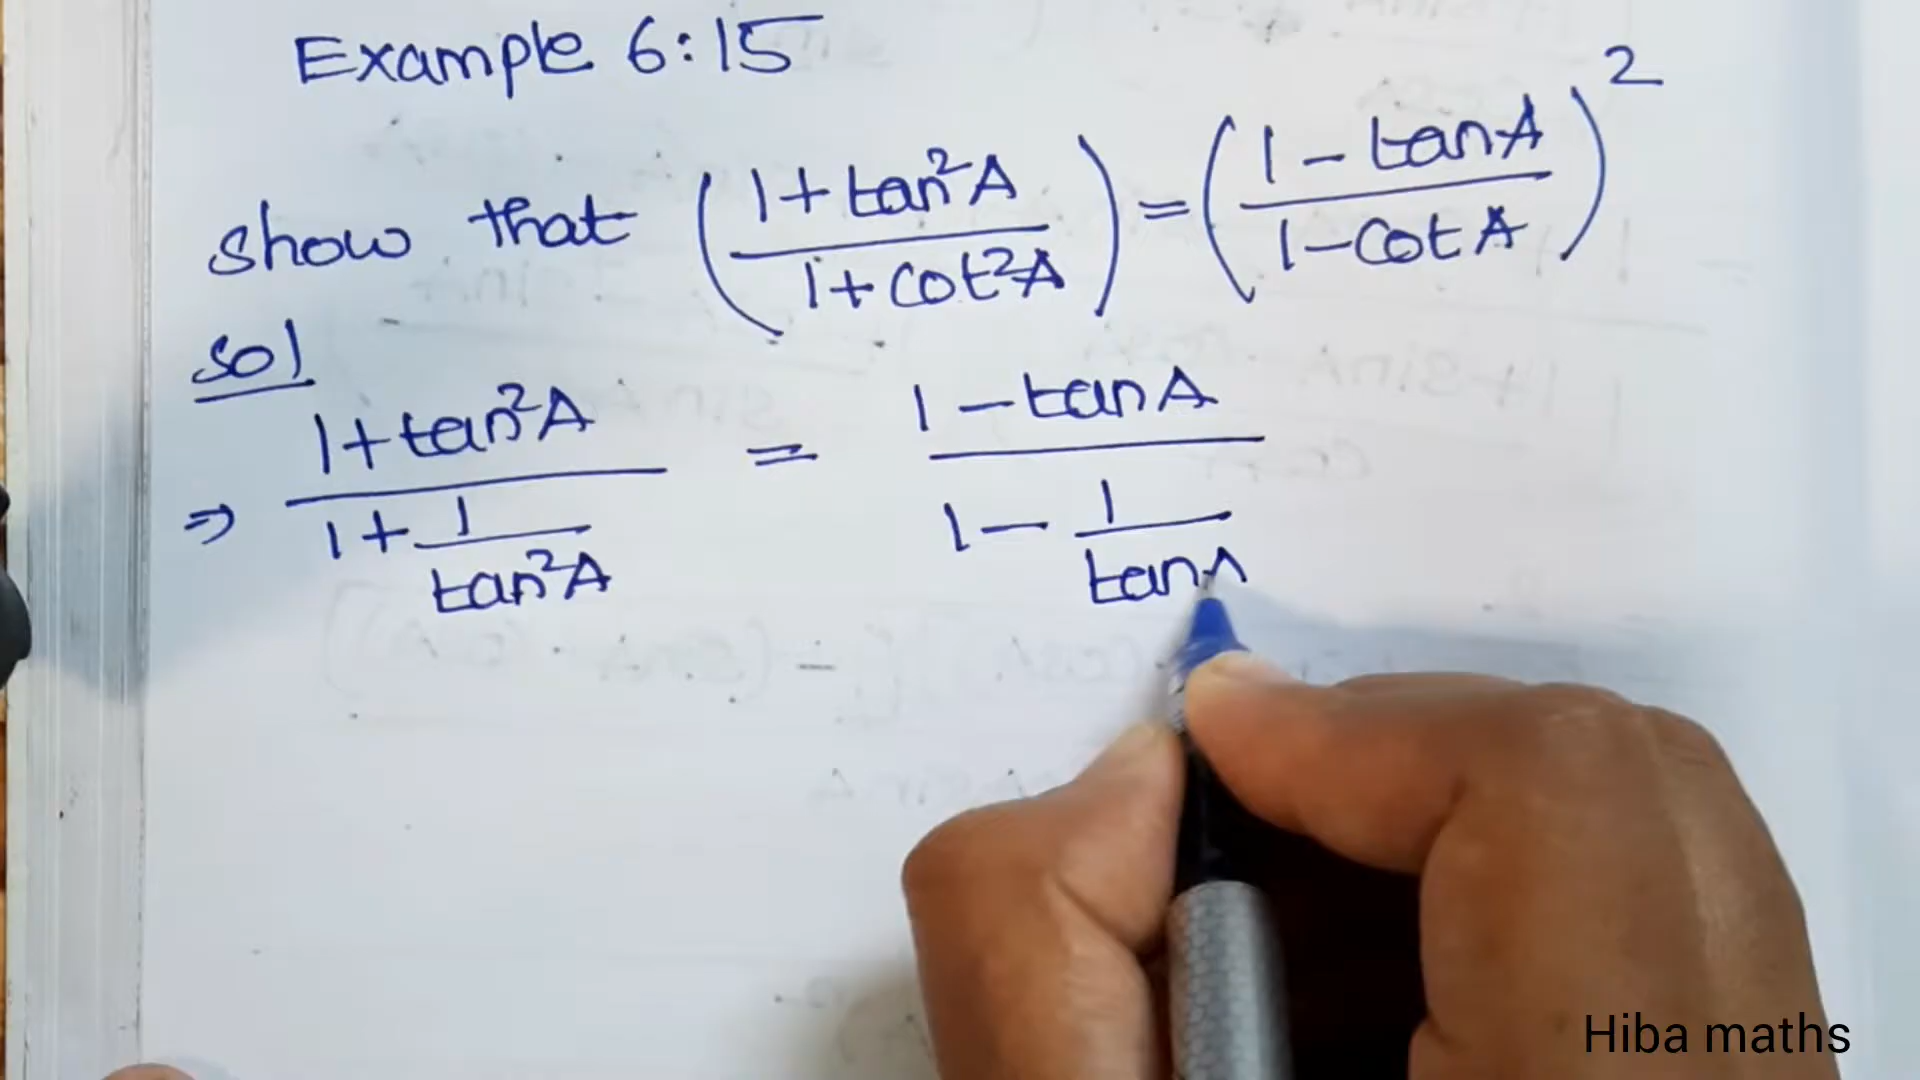 Example 6:15
show that (1+tan²A / 1+cot²A) = (1-tanA / 1-cotA)²
sol
⇒ 1+tan²A / 1+1/tan²A = 1-tanA / 1-1/tanA
Hiba maths